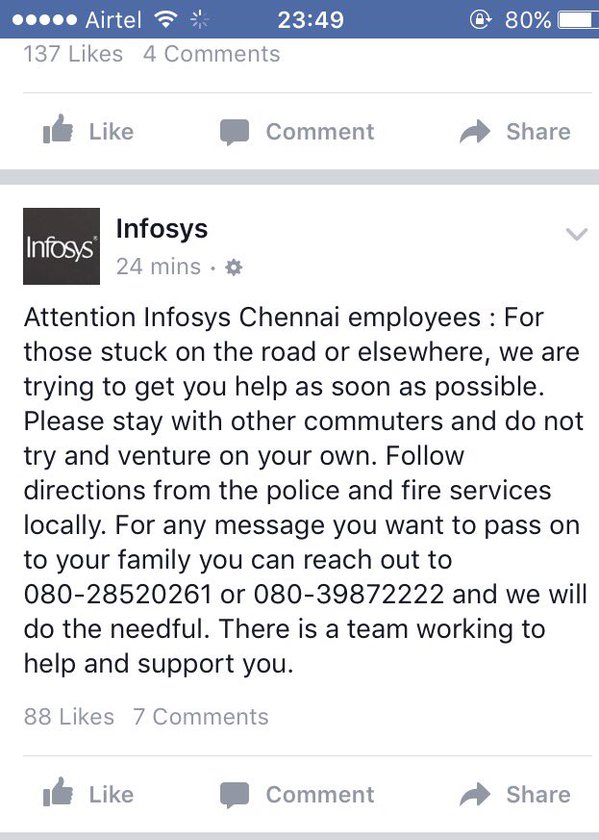 Airtel 23:49 80%
137 Likes 4 Comments
Like Comment Share
Infosys
Infosys
24 mins ·
Attention Infosys Chennai employees : For
those stuck on the road or elsewhere, we are
trying to get you help as soon as possible.
Please stay with other commuters and do not
try and venture on your own. Follow
directions from the police and fire services
locally. For any message you want to pass on
to your family you can reach out to
080-28520261 or 080-39872222 and we will
do the needful. There is a team working to
help and support you.
88 Likes 7 Comments
Like Comment Share